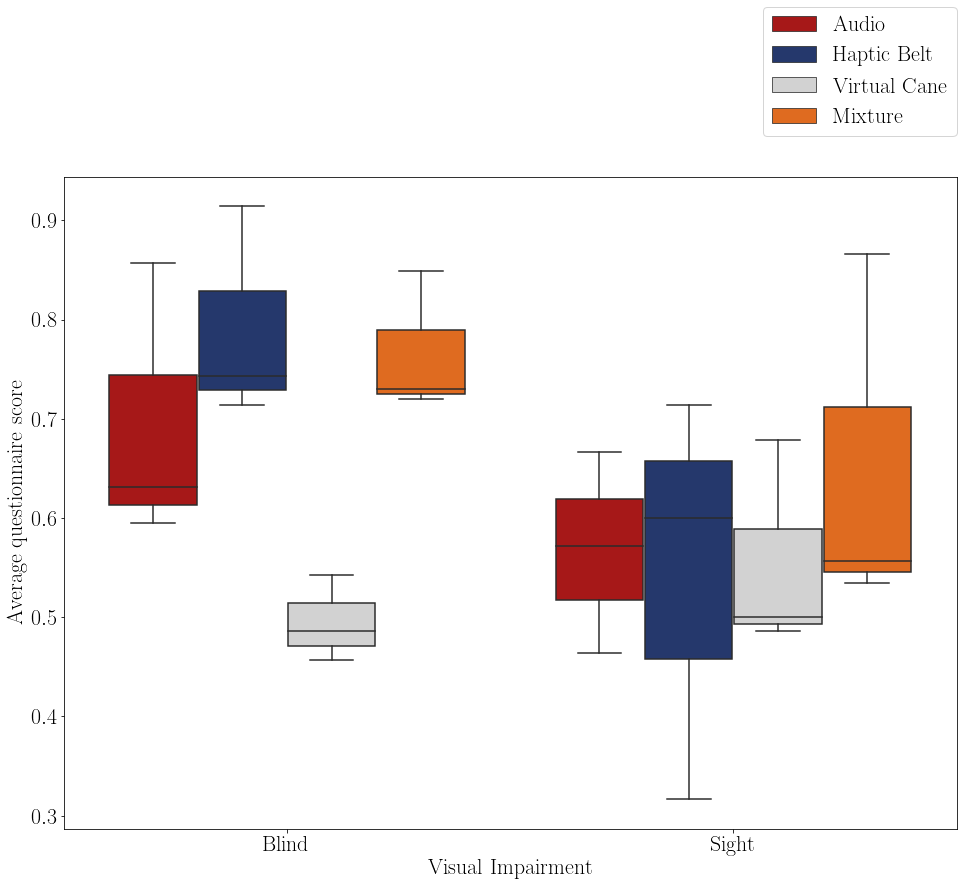 Audio
Haptic Belt
Virtual Cane
Mixture
0.9
0.8
0.7
0.6
0.5
0.4
0.3
Average questionnaire score
Blind
Sight
Visual Impairment